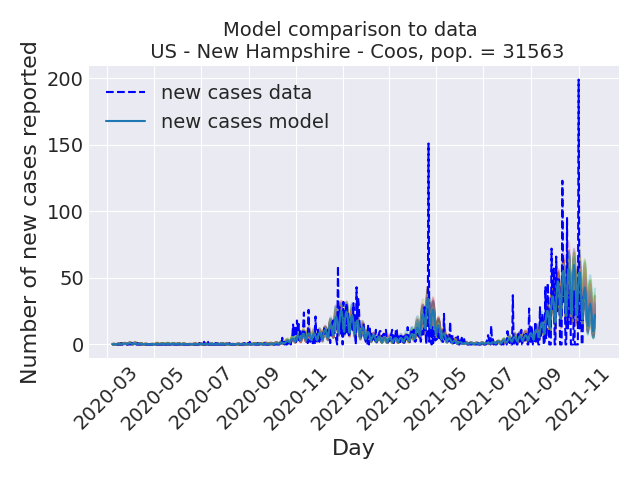 Model comparison to data
US - New Hampshire - Coos, pop. = 31563
Number of new cases reported
200
150
100
50
0
new cases data
new cases model
2020-03
2020-05
2020-07
2020-09
2020-11
2021-01
2021-03
2021-05
2021-07
2021-09
2021-11
Day